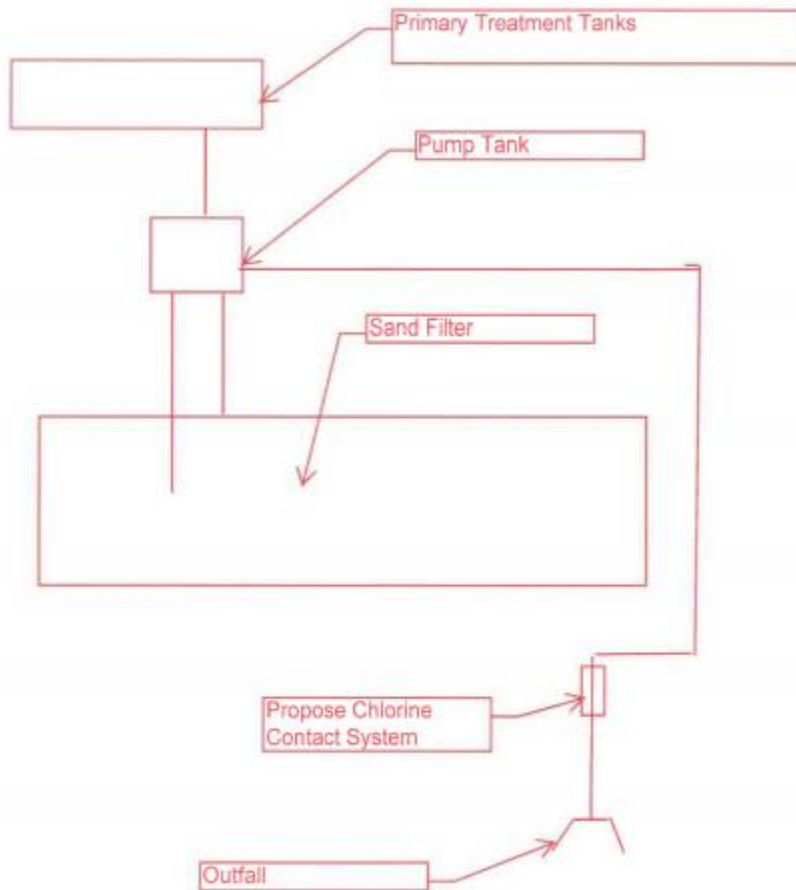 Primary Treatment Tanks
Pump Tank
Sand Filter
Propose Chlorine
Contact System
Outfall